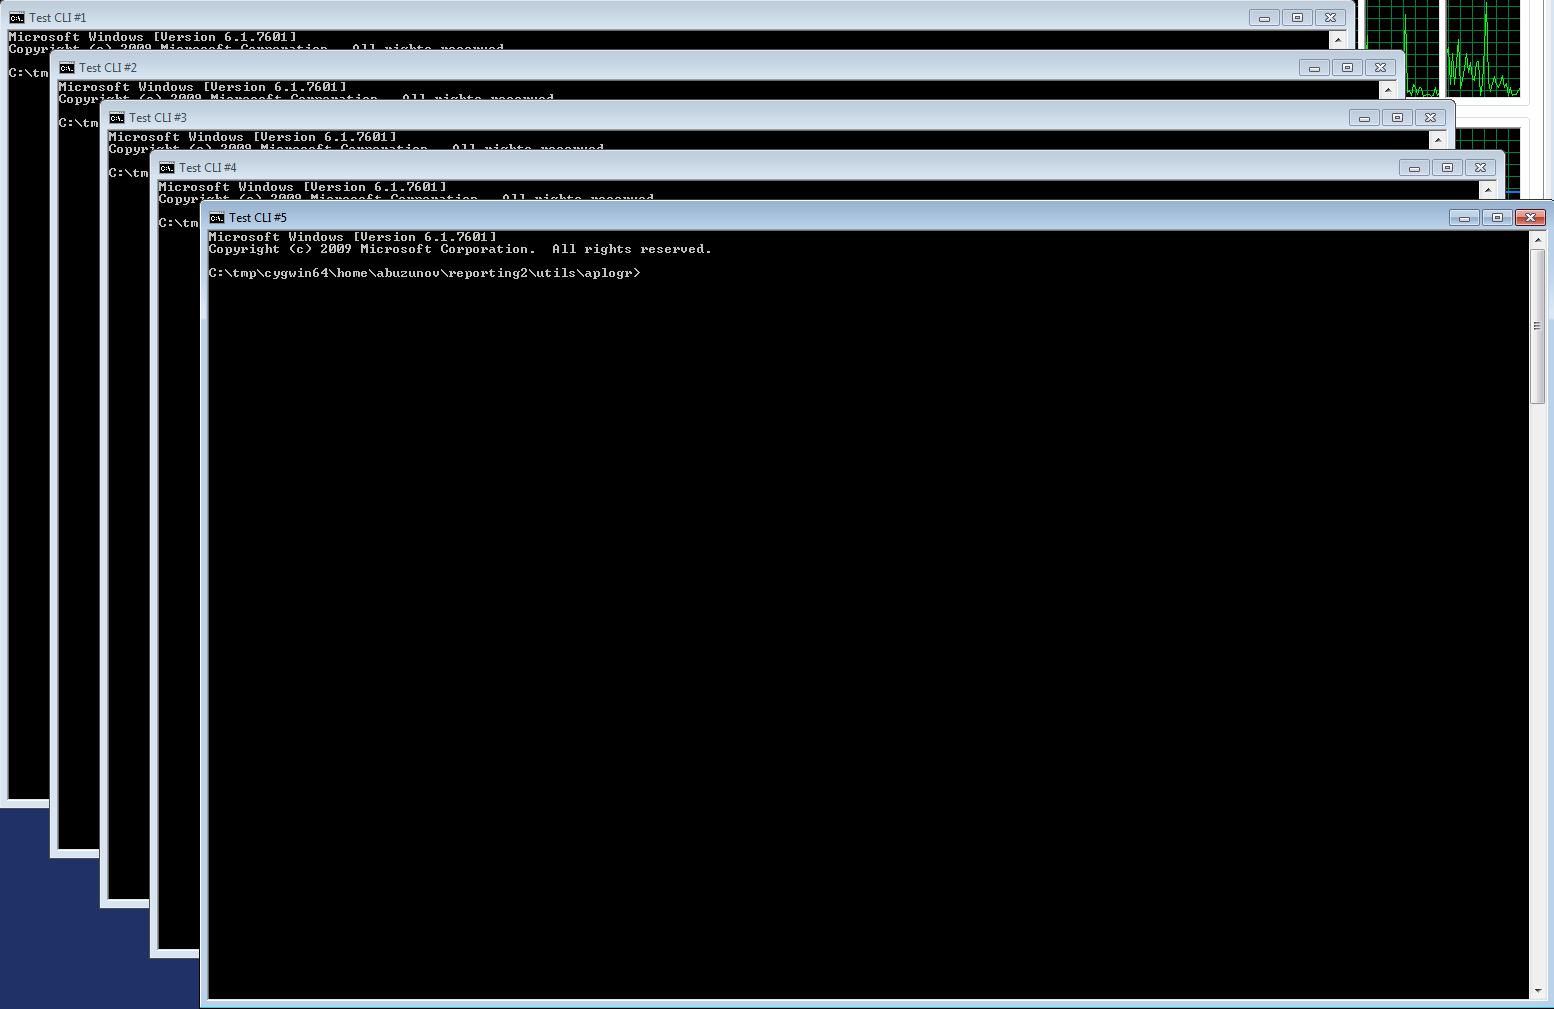 Test CLI #1
Microsoft Windows [Version 6.1.7601]
Copyright (c) 2009 Microsoft Corporation. All rights reserved
C:\tm
Test CLI #2
Microsoft Windows [Version 6.1.7601]
Copyright (c) 2009 Microsoft Corporation. All rights reserved
C:\tm
Test CLI #3
Microsoft Windows [Version 6.1.7601]
Copyright (c) 2009 Microsoft Corporation. All rights reserved
C:\tm
Test CLI #4
Microsoft Windows [Version 6.1.7601]
Copyright (c) 2009 Microsoft Corporation. All rights reserved
C:\tm
Test CLI #5
Microsoft Windows [Version 6.1.7601]
Copyright (c) 2009 Microsoft Corporation.  All rights reserved.
C:\tmp\cygwin64\home\abuzunov\reporting2\utils\aplogr>